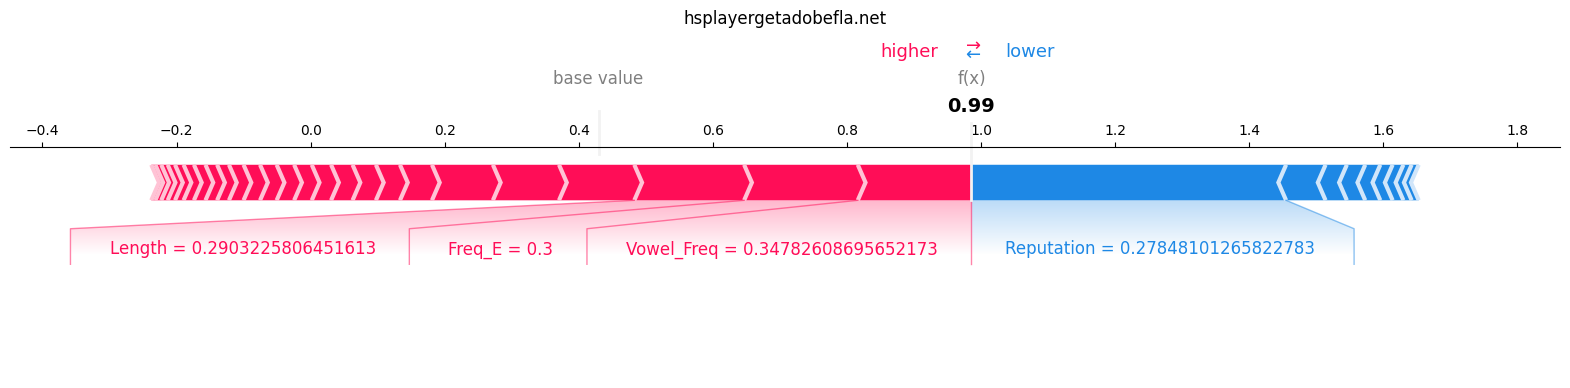 hsplayergetadobefla.net
higher ⇄ lower
base value f(x)
0.99
−0.4 −0.2 0.0 0.2 0.4 0.6 0.8 1.0 1.2 1.4 1.6 1.8
Length = 0.2903225806451613 Freq_E = 0.3 Vowel_Freq = 0.34782608695652173 Reputation = 0.27848101265822783